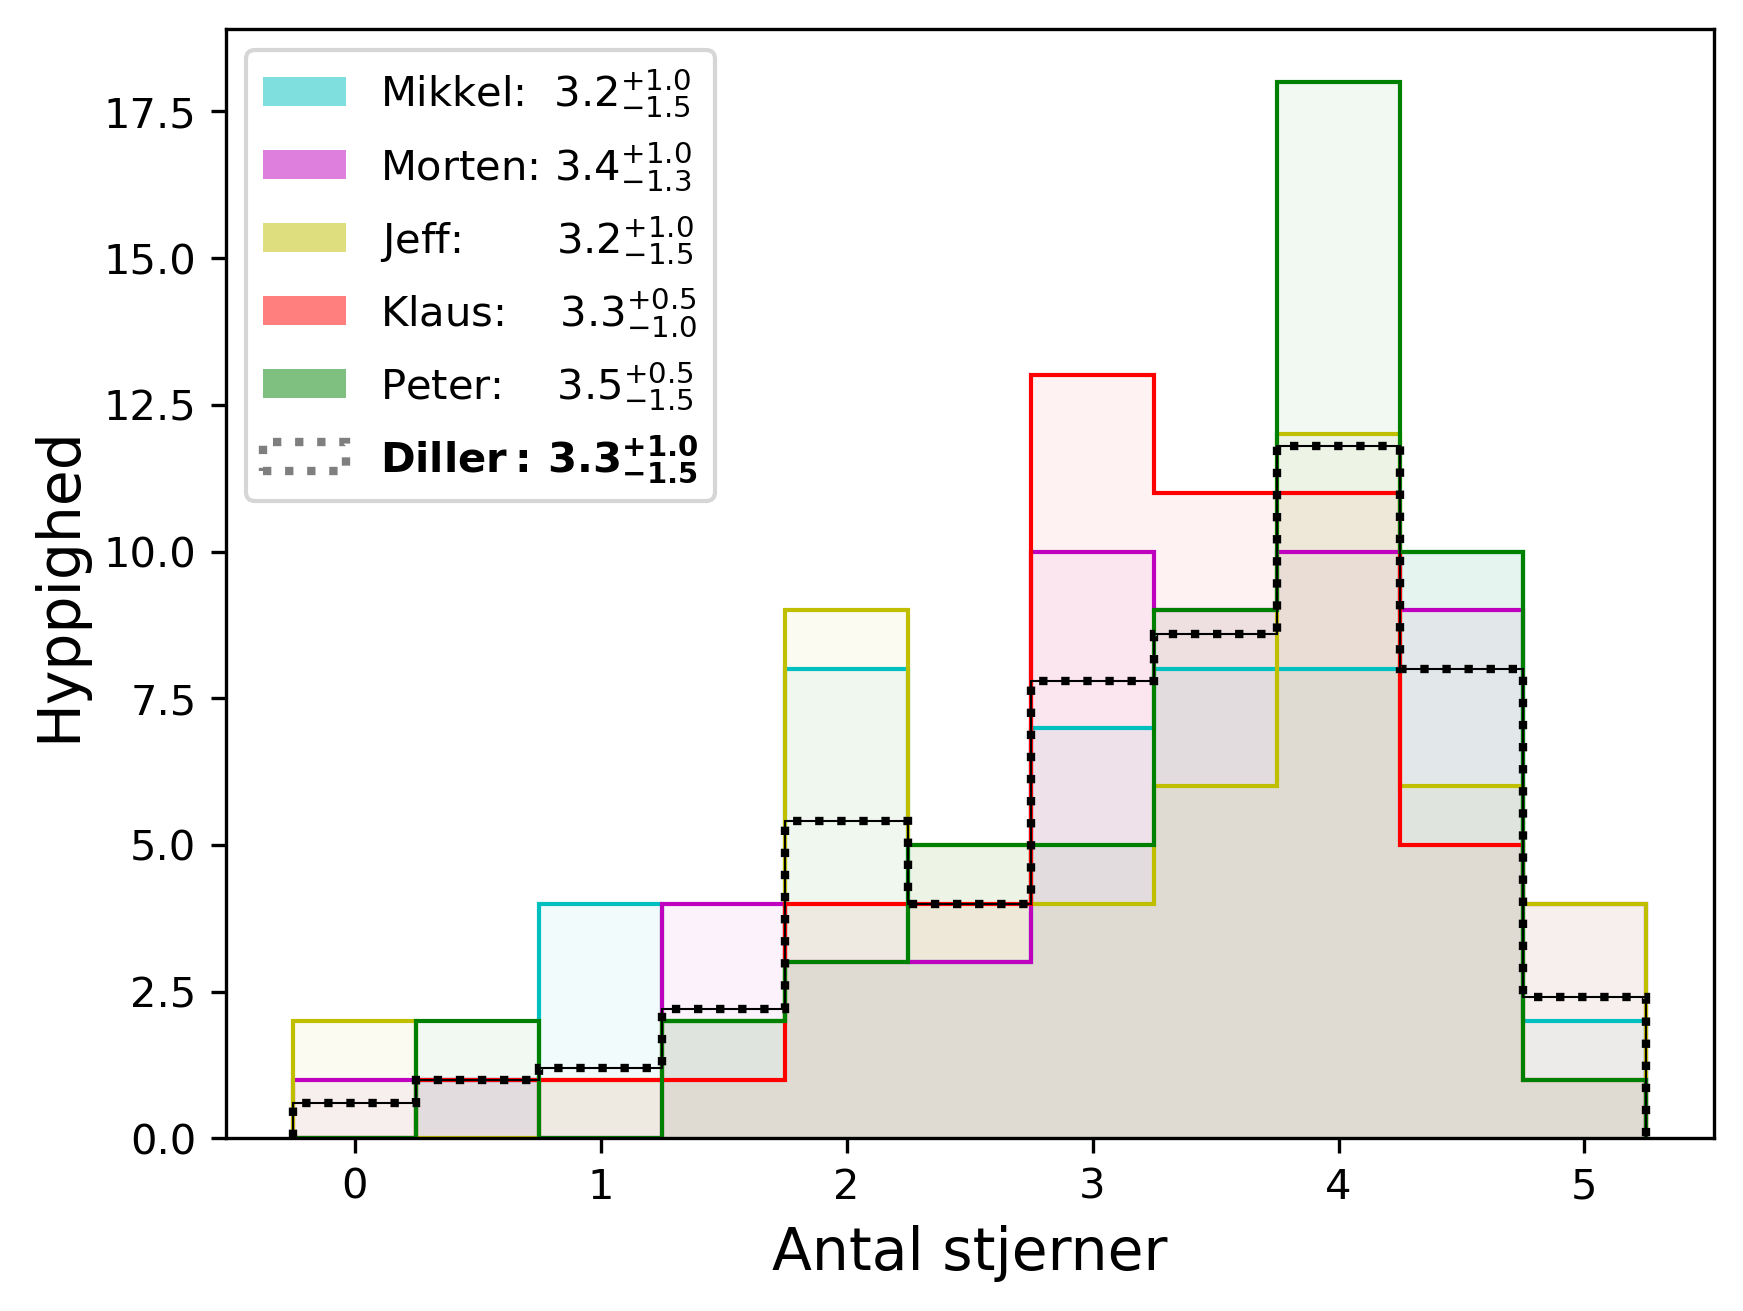 Mikkel: 3.2 +1.0 −1.5
Morten: 3.4 +1.0 −1.3
Jeff: 3.2 +1.0 −1.5
Klaus: 3.3 +0.5 −1.0
Peter: 3.5 +0.5 −1.5
Diller: 3.3 +1.0 −1.5
Hyppighed
17.5
15.0
12.5
10.0
7.5
5.0
2.5
0.0
0 1 2 3 4 5
Antal stjerner